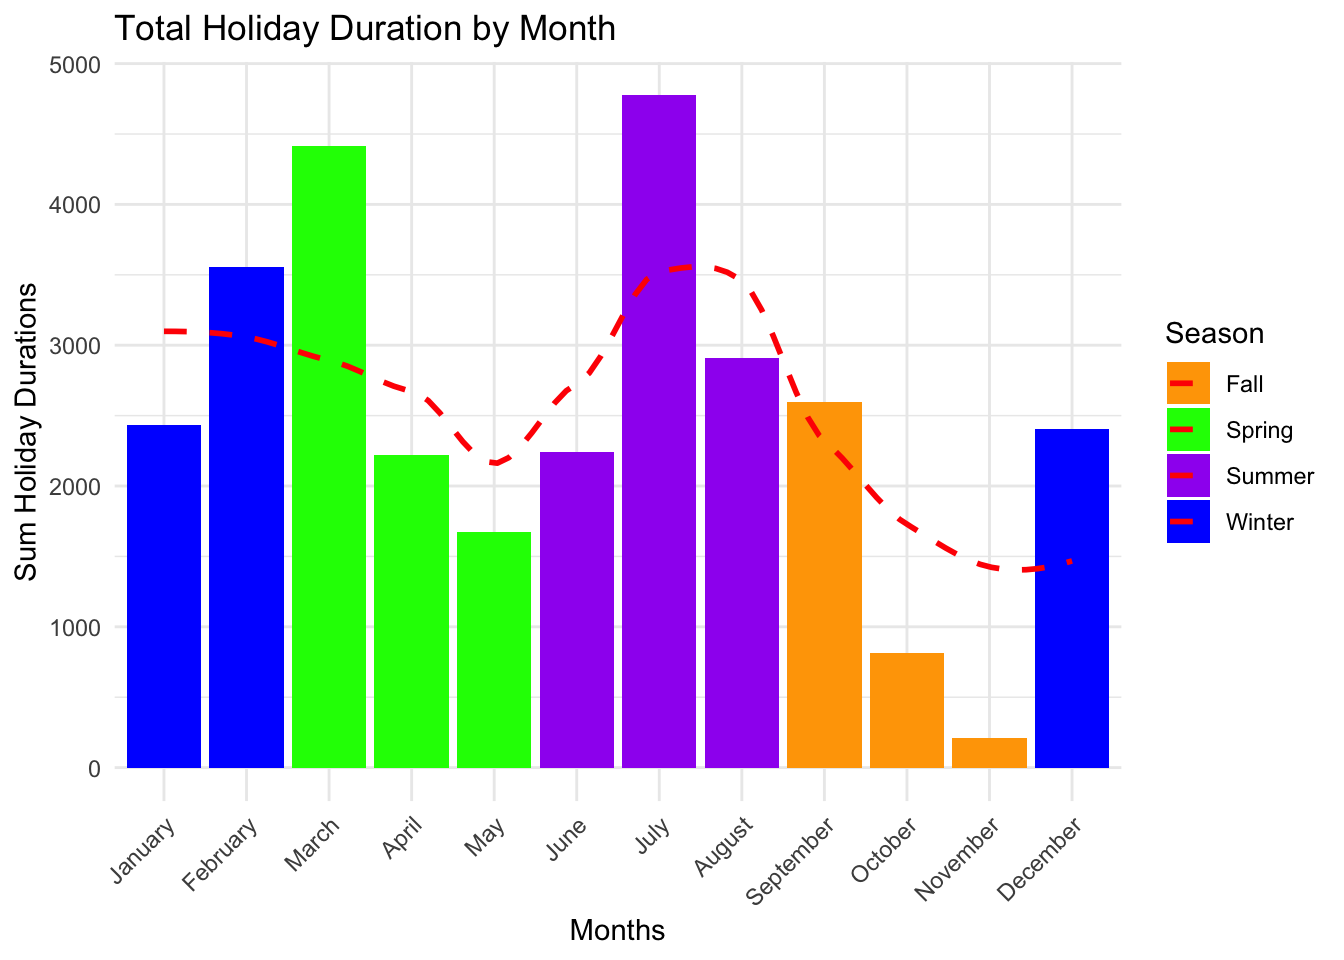 Total Holiday Duration by Month
Sum Holiday Durations
5000
4000
3000
2000
1000
0
January
February
March
April
May
June
July
August
September
October
November
December
Months
Season
Fall
Spring
Summer
Winter